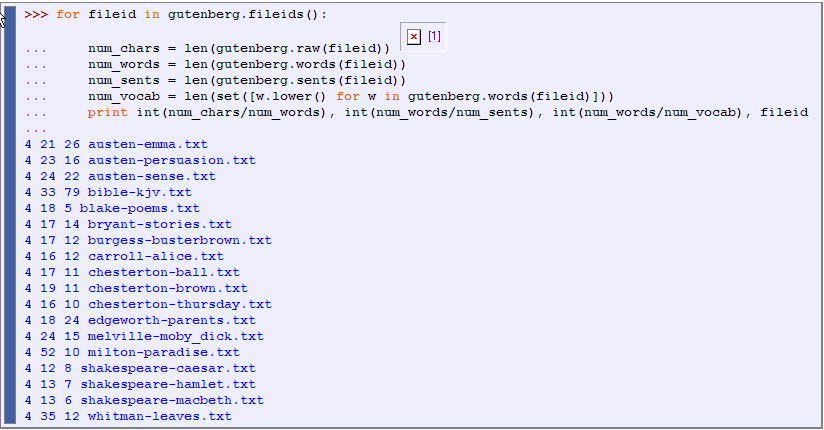 >>> for fileid in gutenberg.fileids():
[1]
...     num_chars = len(gutenberg.raw(fileid))
...     num_words = len(gutenberg.words(fileid))
...     num_sents = len(gutenberg.sents(fileid))
...     num_vocab = len(set([w.lower() for w in gutenberg.words(fileid)]))
...     print int(num_chars/num_words), int(num_words/num_sents), int(num_words/num_vocab), fileid
...
4 21 26 austen-emma.txt
4 23 16 austen-persuasion.txt
4 24 22 austen-sense.txt
4 33 79 bible-kjv.txt
4 18 5 blake-poems.txt
4 17 14 bryant-stories.txt
4 17 12 burgess-busterbrown.txt
4 16 12 carroll-alice.txt
4 17 11 chesterton-ball.txt
4 19 11 chesterton-brown.txt
4 16 10 chesterton-thursday.txt
4 18 24 edgeworth-parents.txt
4 24 15 melville-moby_dick.txt
4 52 10 milton-paradise.txt
4 12 8 shakespeare-caesar.txt
4 13 7 shakespeare-hamlet.txt
4 13 6 shakespeare-macbeth.txt
4 35 12 whitman-leaves.txt